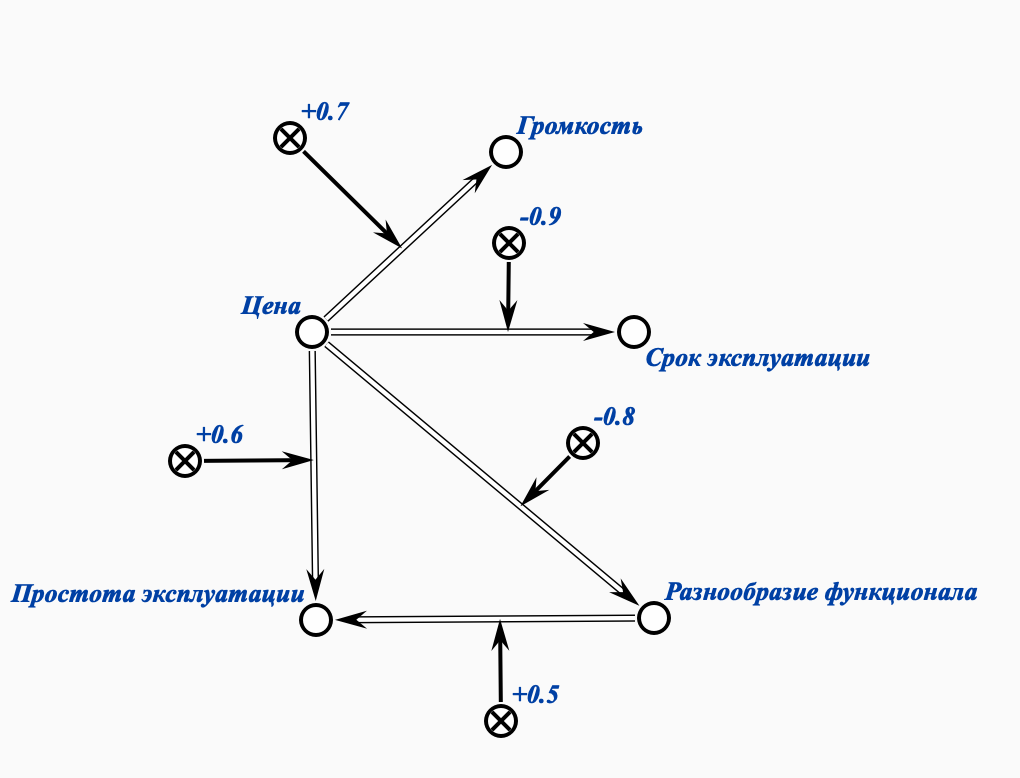 +0.7
Громкость
-0.9
Цена
Срок эксплуатации
-0.8
+0.6
Простота эксплуатации
Разнообразие функционала
+0.5